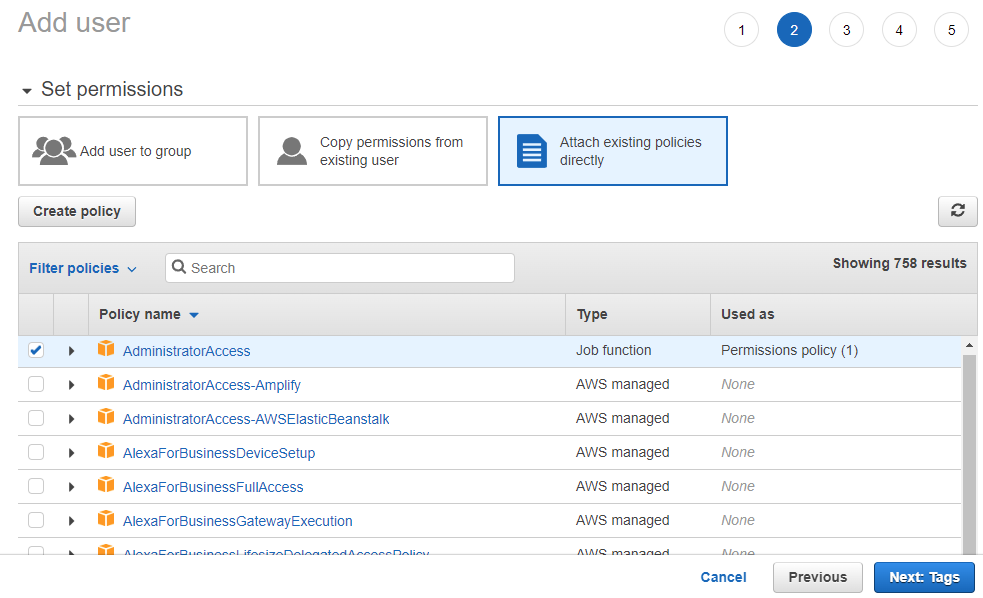 Add user
1 2 3 4 5
Set permissions
Add user to group
Copy permissions from
existing user
Attach existing policies
directly
Create policy
Filter policies Search Showing 758 results
Policy name Type Used as
AdministratorAccess Job function Permissions policy (1)
AdministratorAccess-Amplify AWS managed None
AdministratorAccess-AWSElasticBeanstalk AWS managed None
AlexaForBusinessDeviceSetup AWS managed None
AlexaForBusinessFullAccess AWS managed None
AlexaForBusinessGatewayExecution AWS managed None
AlexaForBusinessLifesizeDelegatedAccessPolicy AWS managed None
Cancel Previous Next: Tags